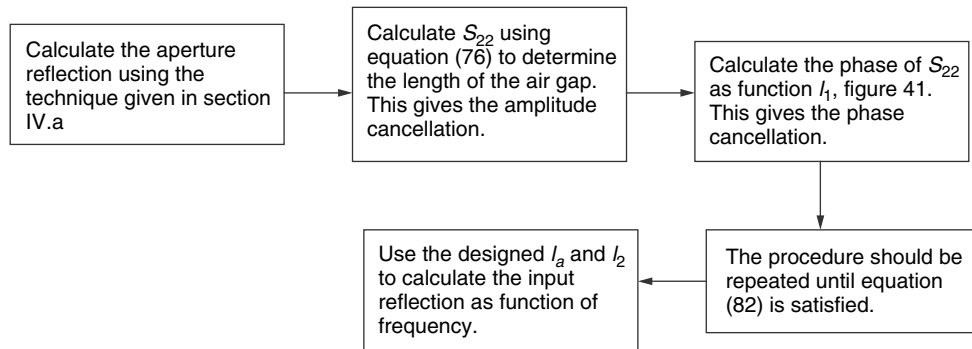 Calculate the aperture
reflection using the
technique given in section
IV.a
Calculate S22 using
equation (76) to determine
the length of the air gap.
This gives the amplitude
cancellation.
Calculate the phase of S22
as function l1, figure 41.
This gives the phase
cancellation.
The procedure should be
repeated until equation
(82) is satisfied.
Use the designed la and l2
to calculate the input
reflection as function of
frequency.